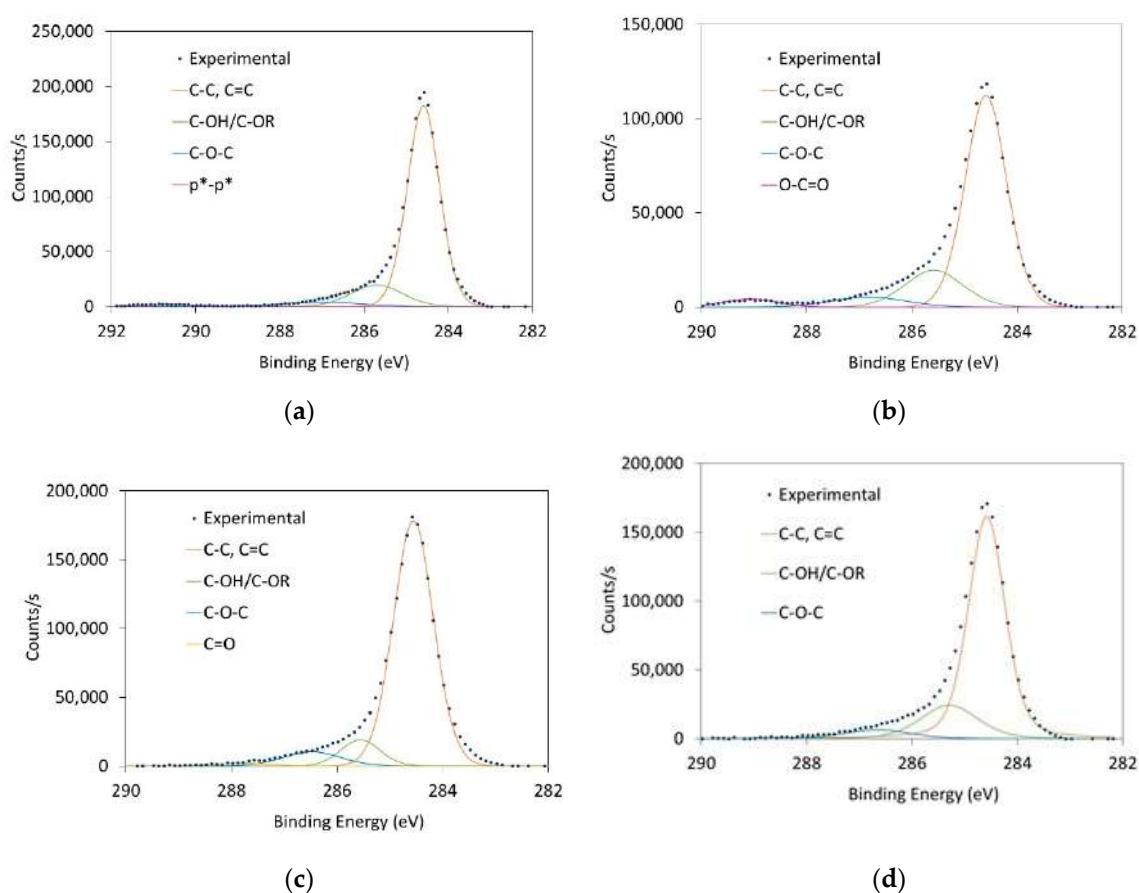 250,000
200,000
150,000
100,000
50,000
0
Counts/s
Experimental
C-C, C=C
C-OH/C-OR
C-O-C
p*-p*
292 290 288 286 284 282
Binding Energy (eV)
(a)
150,000
100,000
50,000
0
Counts/s
Experimental
C-C, C=C
C-OH/C-OR
C-O-C
O-C=O
290 288 286 284 282
Binding Energy (eV)
(b)
200,000
150,000
100,000
50,000
0
Counts/s
Experimental
C-C, C=C
C-OH/C-OR
C-O-C
C=O
290 288 286 284 282
Binding Energy (eV)
(c)
200,000
150,000
100,000
50,000
0
Counts/s
Experimental
C-C, C=C
C-OH/C-OR
C-O-C
290 288 286 284 282
Binding Energy (eV)
(d)